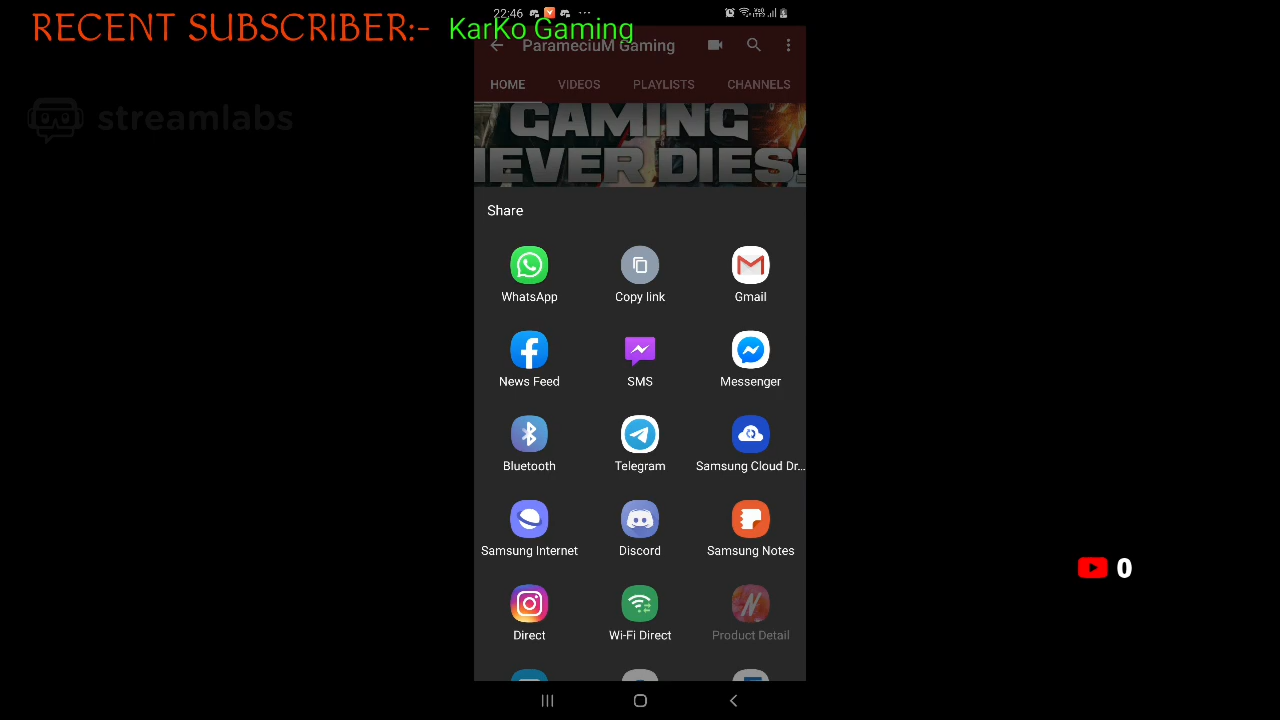 22:46
RECENT SUBSCRIBER:- KarKo Gaming
ParameciuM Gaming
HOME VIDEOS PLAYLISTS CHANNELS
streamlabs
GAMING
NEVER DIES!
Share
WhatsApp Copy link Gmail
News Feed SMS Messenger
Bluetooth Telegram Samsung Cloud Dr...
Samsung Internet Discord Samsung Notes
0
Direct Wi-Fi Direct Product Detail